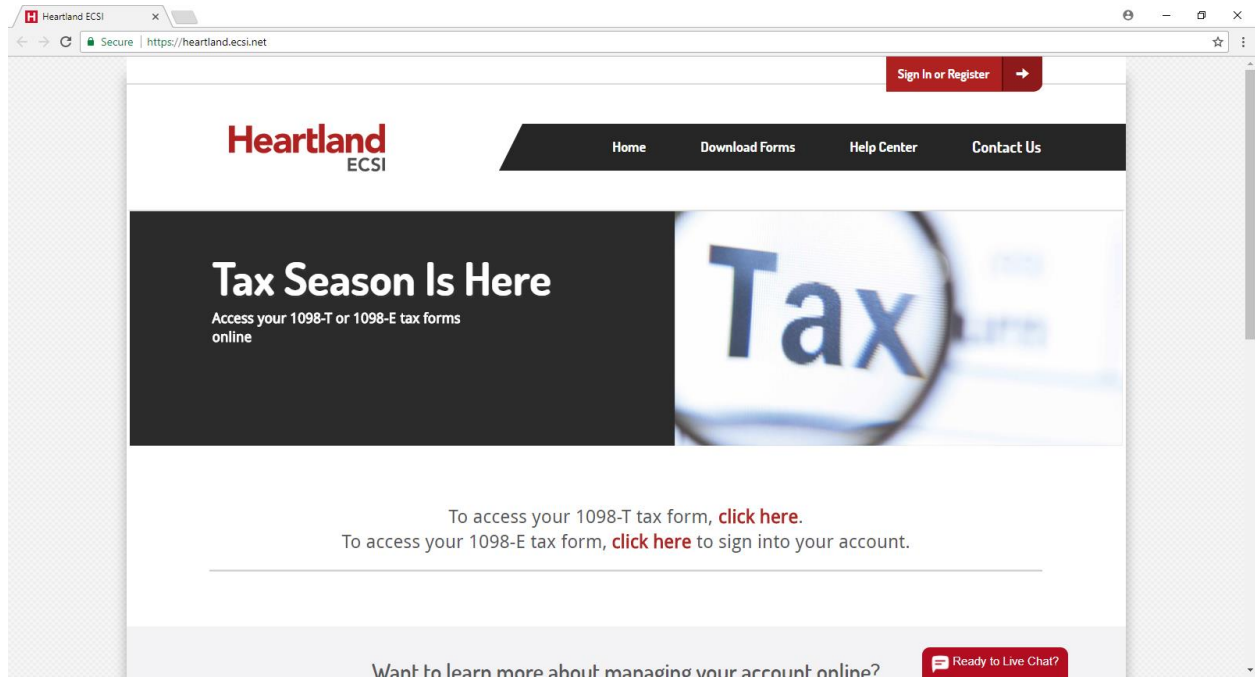 Heartland ECSI
Secure | https://heartland.ecsi.net
Sign In or Register
Heartland
ECSI
Home Download Forms Help Center Contact Us
Tax Season Is Here
Access your 1098-T or 1098-E tax forms
online
Tax
To access your 1098-T tax form, click here.
To access your 1098-E tax form, click here to sign into your account.
Want to learn more about managing your account online?
Ready to Live Chat?